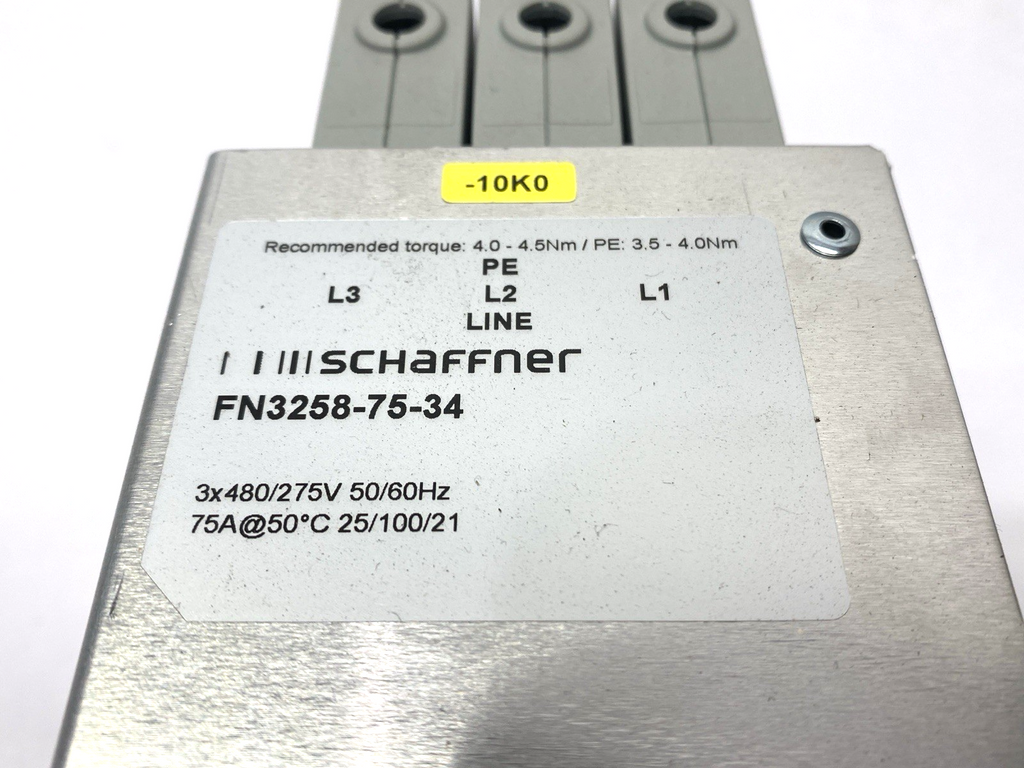 -10K0
Recommended torque: 4.0 - 4.5Nm / PE: 3.5 - 4.0Nm
PE
L3 L2 L1
LINE
SCHAFFNER
FN3258-75-34
3x480/275V 50/60Hz
75A@50°C 25/100/21